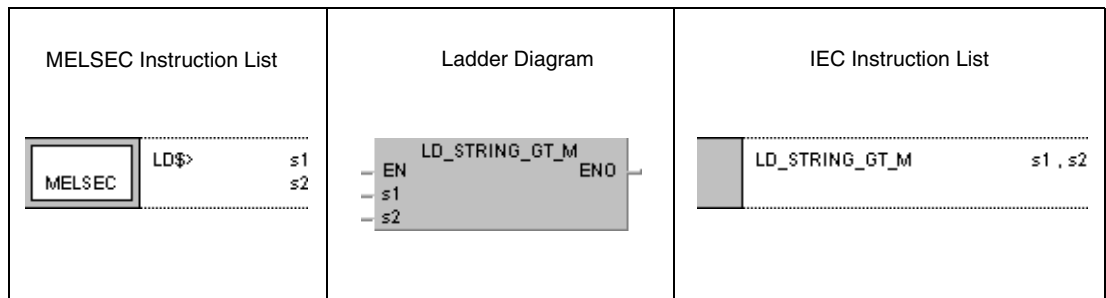 MELSEC Instruction List
MELSEC
LD$> s1
s2
Ladder Diagram
LD_STRING_GT_M
EN ENO
s1
s2
IEC Instruction List
LD_STRING_GT_M s1 , s2